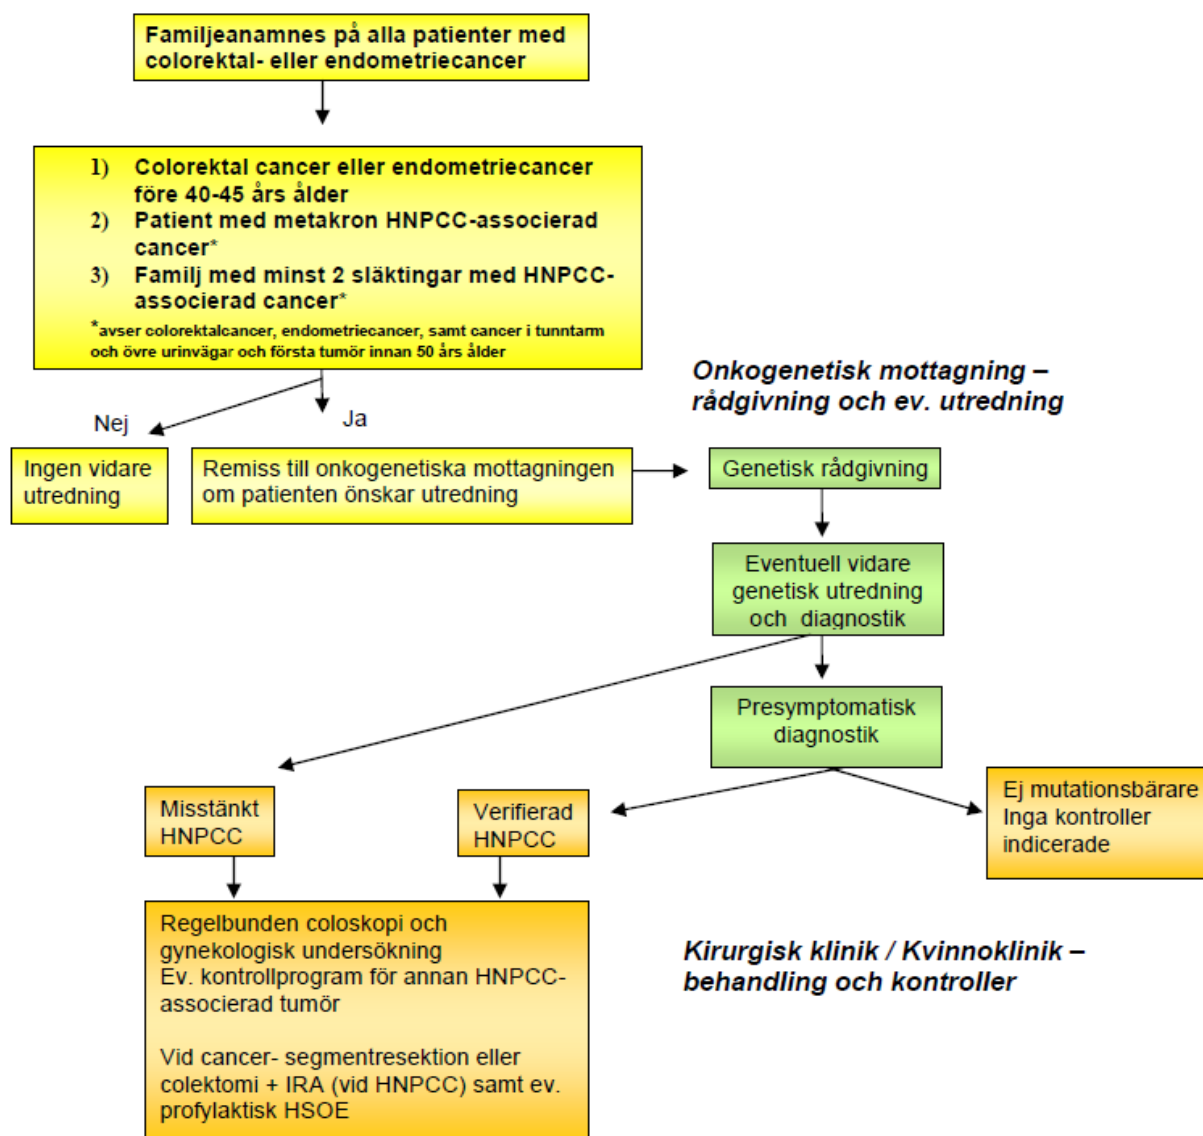 Familjeanamnes på alla patienter med
colorektal- eller endometriecancer
1) Colorektal cancer eller endometriecancer
före 40-45 års ålder
2) Patient med metakron HNPCC-associerad
cancer*
3) Familj med minst 2 släktingar med HNPCC-
associerad cancer*
*avser colorektalcancer, endometriecancer, samt cancer i tunntarm
och övre urinvägar och första tumör innan 50 års ålder
Onkogenetisk mottagning –
rådgivning och ev. utredning
Nej
Ja
Ingen vidare
utredning
Remiss till onkogenetiska mottagningen
om patienten önskar utredning
Genetisk rådgivning
Eventuell vidare
genetisk utredning
och diagnostik
Presymptomatisk
diagnostik
Misstänkt
HNPCC
Verifierad
HNPCC
Ej mutationsbärare
Inga kontroller
indicerade
Regelbunden coloskopi och
gynekologisk undersökning
Ev. kontrollprogram för annan HNPCC-
associerad tumör
Vid cancer- segmentresektion eller
colektomi + IRA (vid HNPCC) samt ev.
profylaktisk HSOE
Kirurgisk klinik / Kvinnoklinik –
behandling och kontroller